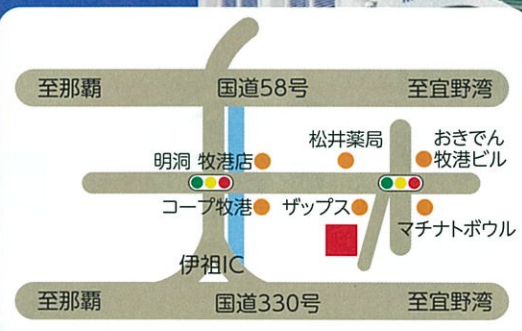 至那覇 国道58号 至宜野湾
松井薬局 おきでん
明洞 牧港店 牧港ビル
コープ牧港 ザップス
マチナトボウル
伊祖IC
至那覇 国道330号 至宜野湾